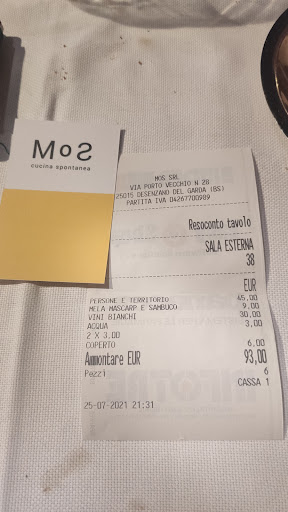 MoS
cucina spontanea
MOS SRL
VIA PORTO VECCHIO N 28
25015 DESENZANO DEL GARDA (BS)
PARTITA IVA 04267700989
Resoconto tavolo
SALA ESTERNA
38
EUR
PERSONE E TERRITORIO 45,00
MELA MASCARP E SAMBUCO 9,00
VINI BIANCHI 30,00
ACQUA 3,00
2 X 3,00
COPERTO 6,00
Ammontare EUR 93,00
Pezzi 6
CASSA 1
25-07-2021 21:31